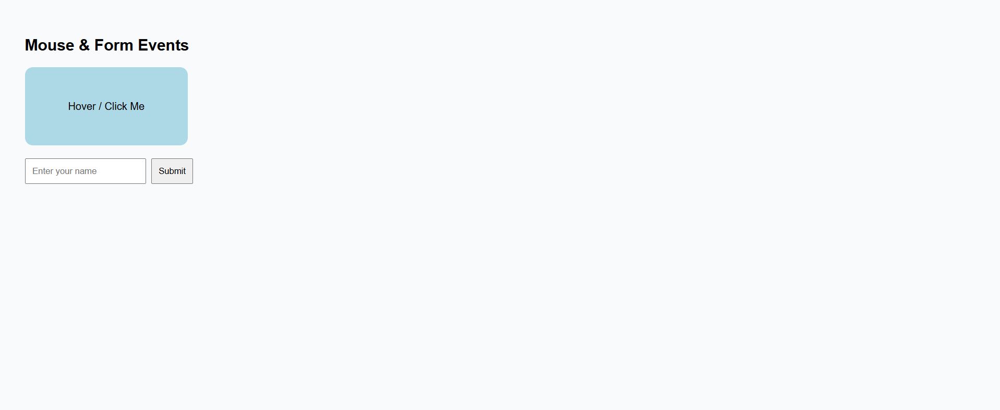 Mouse & Form Events
Hover / Click Me
Enter your name
Submit